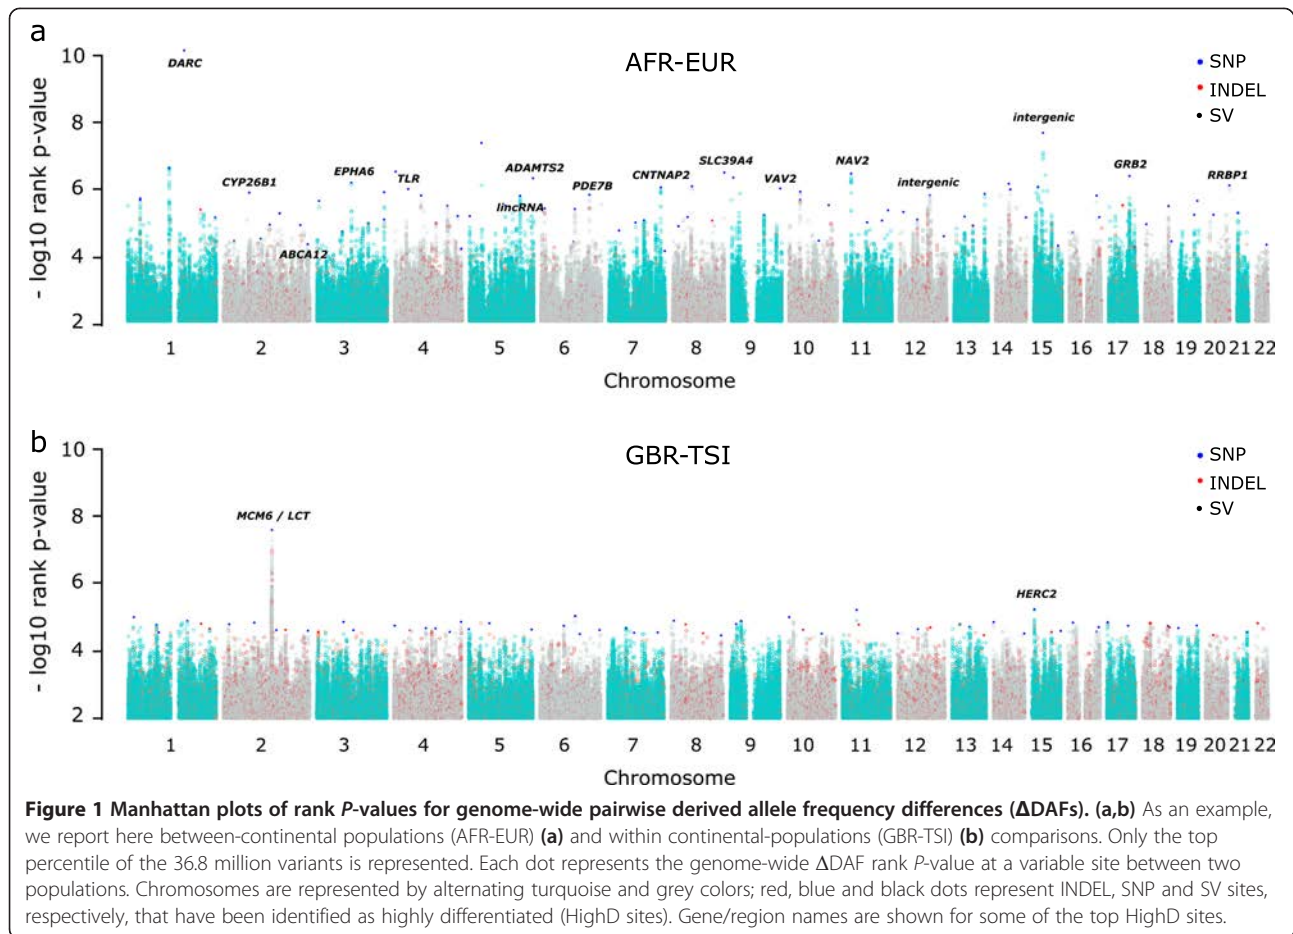 a
AFR-EUR
SNP
INDEL
SV
- log10 rank p-value
10
8
6
4
2
DARC
CYP26B1
ABCA12
EPHA6
TLR
ADAMTS2
lincRNA
PDE7B
CNTNAP2
SLC39A4
VAV2
NAV2
intergenic
intergenic
GRB2
RRBP1
1 2 3 4 5 6 7 8 9 10 11 12 13 14 15 16 17 18 19 20 21 22
Chromosome
b
GBR-TSI
SNP
INDEL
SV
- log10 rank p-value
10
8
6
4
2
MCM6 / LCT
HERC2
1 2 3 4 5 6 7 8 9 10 11 12 13 14 15 16 17 18 19 20 21 22
Chromosome
Figure 1 Manhattan plots of rank P-values for genome-wide pairwise derived allele frequency differences (ΔDAFs). (a,b) As an example,
we report here between-continental populations (AFR-EUR) (a) and within continental-populations (GBR-TSI) (b) comparisons. Only the top
percentile of the 36.8 million variants is represented. Each dot represents the genome-wide ΔDAF rank P-value at a variable site between two
populations. Chromosomes are represented by alternating turquoise and grey colors; red, blue and black dots represent INDEL, SNP and SV sites,
respectively, that have been identified as highly differentiated (HighD sites). Gene/region names are shown for some of the top HighD sites.